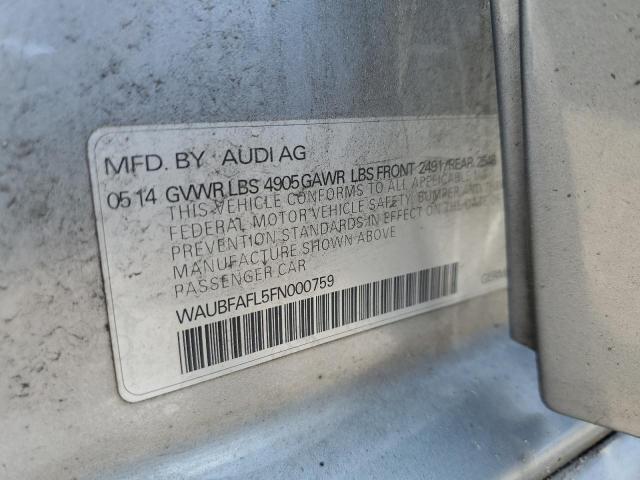 MFD. BY AUDI AG
05 14 GVWR LBS 4905 GAWR LBS FRONT 2491/REAR 2546
THIS VEHICLE CONFORMS TO ALL APPLICABLE
FEDERAL MOTOR VEHICLE SAFETY, BUMPER AND THEFT
PREVENTION STANDARDS IN EFFECT ON THE DATE OF
MANUFACTURE SHOWN ABOVE
PASSENGER CAR
WAUBFAFL5FN000759